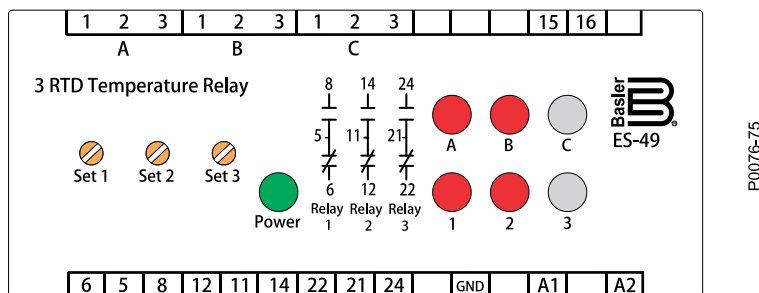 1 2 3 1 2 3 1 2 3 15 16
A B C
3 RTD Temperature Relay
8 14 24
5 11 21
6 12 22
Relay 1 Relay 2 Relay 3
Set 1 Set 2 Set 3
Power
A B C
1 2 3
Basler
ES-49
6 5 8 12 11 14 22 21 24 GND A1 A2
P0076-75